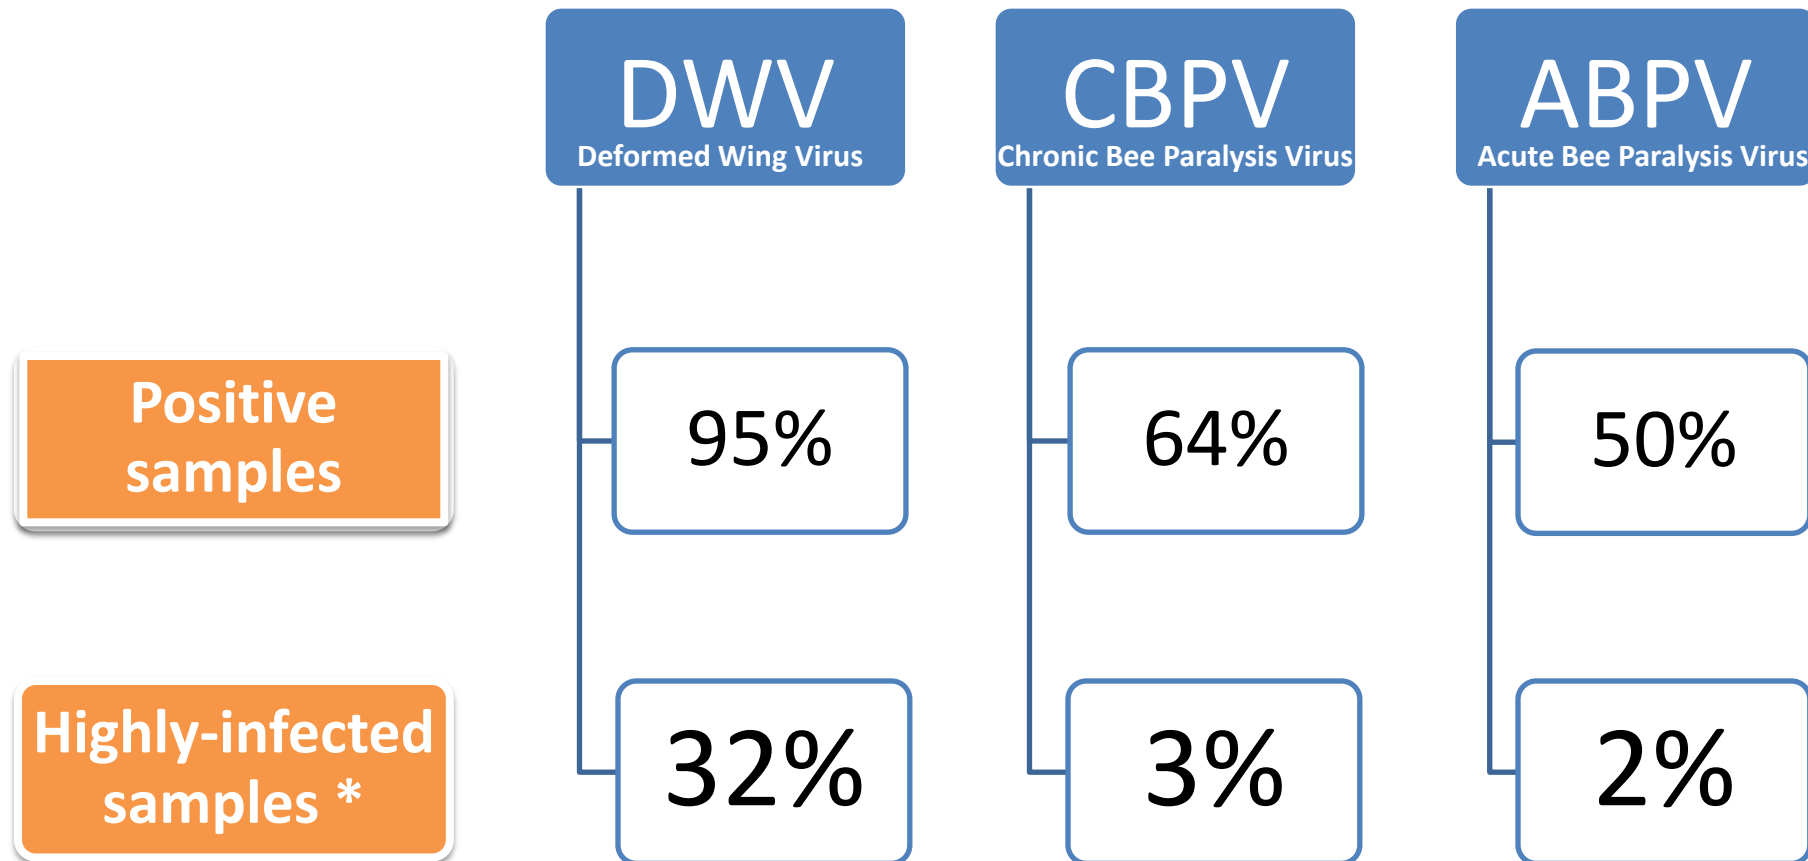 DWV
Deformed Wing Virus
CBPV
Chronic Bee Paralysis Virus
ABPV
Acute Bee Paralysis Virus
Positive
samples
95%
64%
50%
Highly-infected
samples *
32%
3%
2%